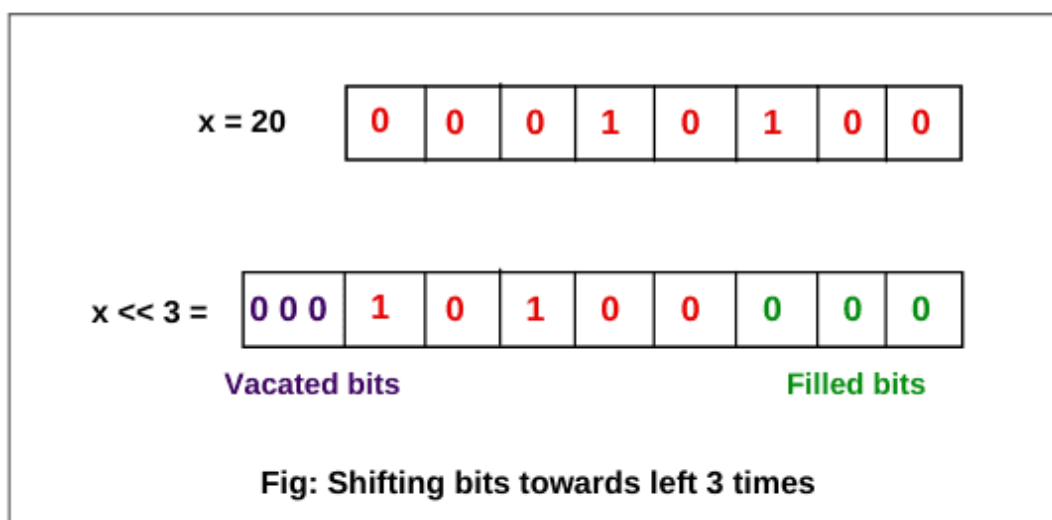 x = 20 0 0 0 1 0 1 0 0
x << 3 = 0 0 0 1 0 1 0 0 0 0 0
Vacated bits Filled bits
Fig: Shifting bits towards left 3 times